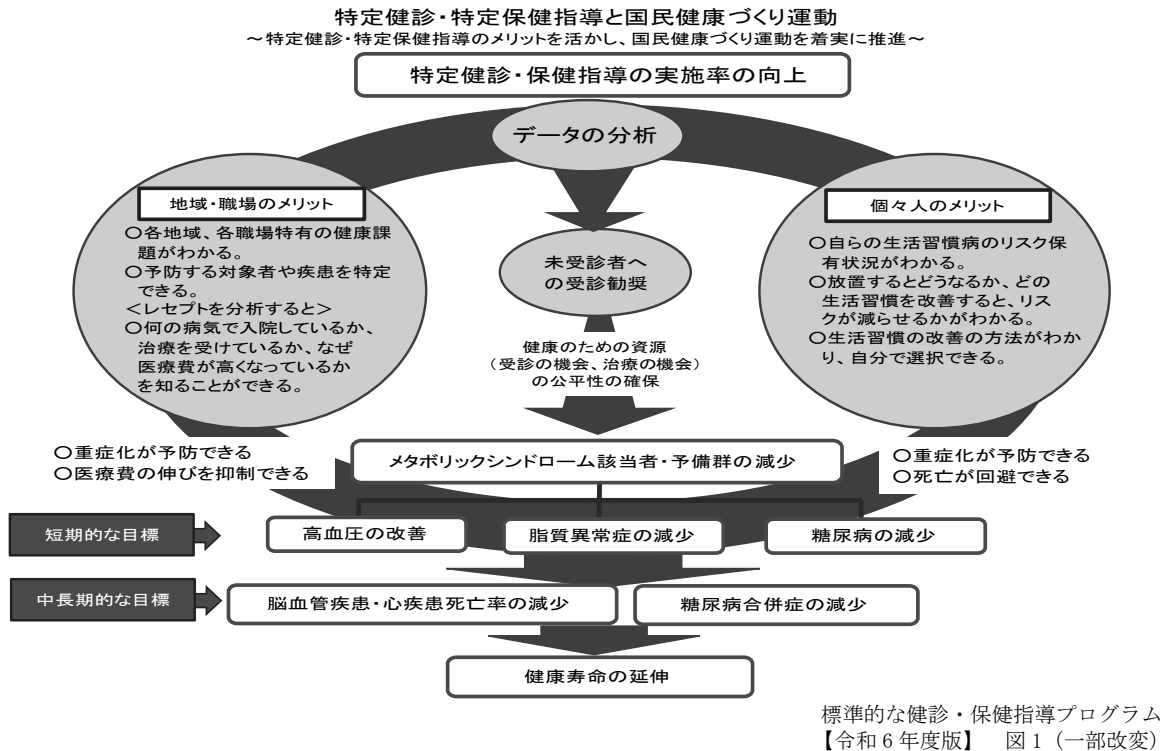 特定健診・特定保健指導と国民健康づくり運動
～特定健診・特定保健指導のメリットを活かし、国民健康づくり運動を着実に推進～
特定健診・保健指導の実施率の向上
データの分析
地域・職場のメリット
〇各地域、各職場特有の健康課
題がわかる。
〇予防する対象者や疾患を特定
できる。
＜レセプトを分析すると＞
〇何の病気で入院しているか、
治療を受けているか、なぜ
医療費が高くなっているか
を知ることができる。
未受診者へ
の受診勧奨
個々人のメリット
〇自らの生活習慣病のリスク保
有状況がわかる。
〇放置するとどうなるか、どの
生活習慣を改善すると、リス
クが減らせるかがわかる。
〇生活習慣の改善の方法がわか
り、自分で選択できる。
健康のための資源
（受診の機会、治療の機会）
の公平性の確保
〇重症化が予防できる
〇医療費の伸びを抑制できる
メタボリックシンドローム該当者・予備群の減少
〇重症化が予防できる
〇死亡が回避できる
短期的な目標
高血圧の改善
脂質異常症の減少
糖尿病の減少
中長期的な目標
脳血管疾患・心疾患死亡率の減少
糖尿病合併症の減少
健康寿命の延伸
標準的な健診・保健指導プログラム
【令和6年度版】　図1（一部改変）